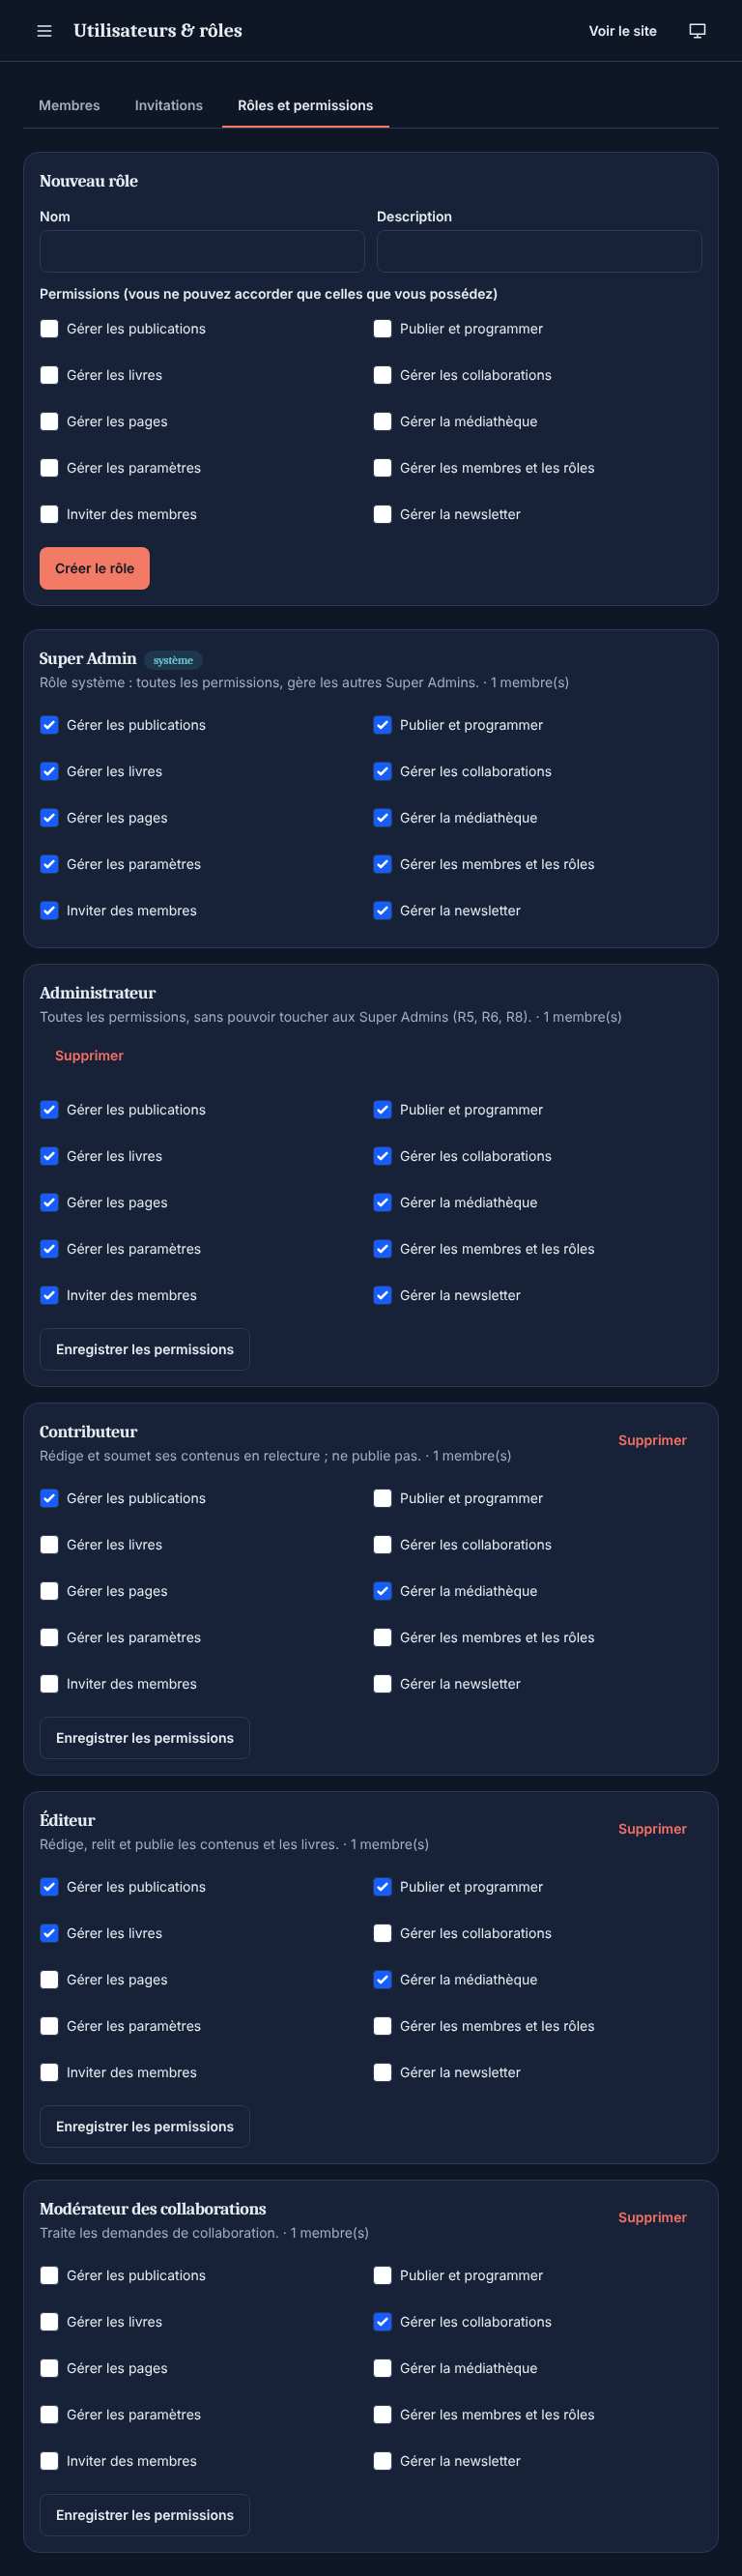 Utilisateurs & rôles
Voir le site
Membres
Invitations
Rôles et permissions
Nouveau rôle
Nom
Description
Permissions (vous ne pouvez accorder que celles que vous possédez)
Gérer les publications
Publier et programmer
Gérer les livres
Gérer les collaborations
Gérer les pages
Gérer la médiathèque
Gérer les paramètres
Gérer les membres et les rôles
Inviter des membres
Gérer la newsletter
Créer le rôle
Super Admin système
Rôle système : toutes les permissions, gère les autres Super Admins. · 1 membre(s)
Gérer les publications
Publier et programmer
Gérer les livres
Gérer les collaborations
Gérer les pages
Gérer la médiathèque
Gérer les paramètres
Gérer les membres et les rôles
Inviter des membres
Gérer la newsletter
Administrateur
Toutes les permissions, sans pouvoir toucher aux Super Admins (R5, R6, R8). · 1 membre(s)
Supprimer
Gérer les publications
Publier et programmer
Gérer les livres
Gérer les collaborations
Gérer les pages
Gérer la médiathèque
Gérer les paramètres
Gérer les membres et les rôles
Inviter des membres
Gérer la newsletter
Enregistrer les permissions
Contributeur
Rédige et soumet ses contenus en relecture ; ne publie pas. · 1 membre(s)
Supprimer
Gérer les publications
Publier et programmer
Gérer les livres
Gérer les collaborations
Gérer les pages
Gérer la médiathèque
Gérer les paramètres
Gérer les membres et les rôles
Inviter des membres
Gérer la newsletter
Enregistrer les permissions
Éditeur
Rédige, relit et publie les contenus et les livres. · 1 membre(s)
Supprimer
Gérer les publications
Publier et programmer
Gérer les livres
Gérer les collaborations
Gérer les pages
Gérer la médiathèque
Gérer les paramètres
Gérer les membres et les rôles
Inviter des membres
Gérer la newsletter
Enregistrer les permissions
Modérateur des collaborations
Traite les demandes de collaboration. · 1 membre(s)
Supprimer
Gérer les publications
Publier et programmer
Gérer les livres
Gérer les collaborations
Gérer les pages
Gérer la médiathèque
Gérer les paramètres
Gérer les membres et les rôles
Inviter des membres
Gérer la newsletter
Enregistrer les permissions